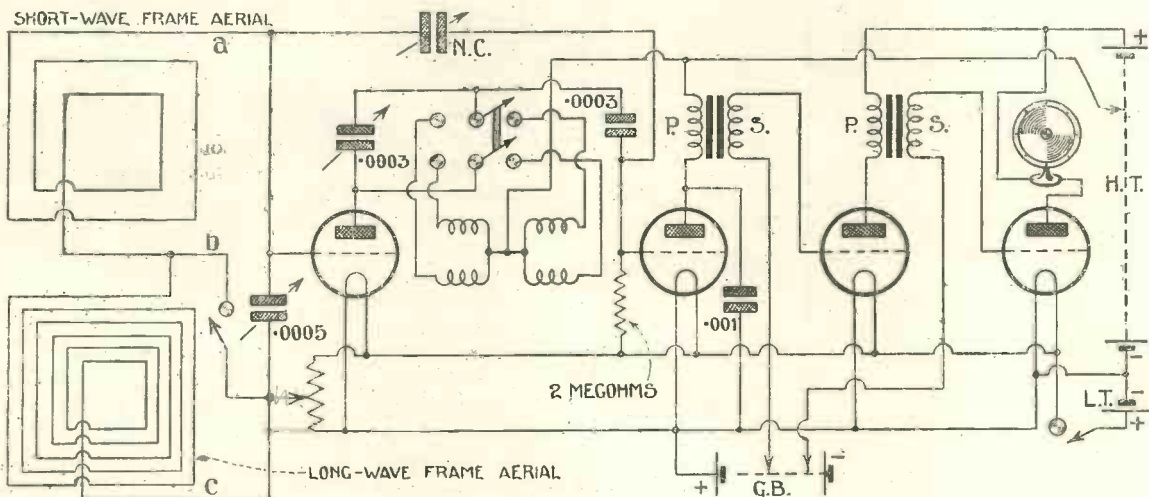 SHORT-WAVE FRAME AERIAL
a
N.C.
+
.0003
.0003
P.
S.
P.
S.
H.T.
b
.0005
.001
2 MEGOHMS
-
-
L.T.
+
LONG-WAVE FRAME AERIAL
c
+
G.B.
-